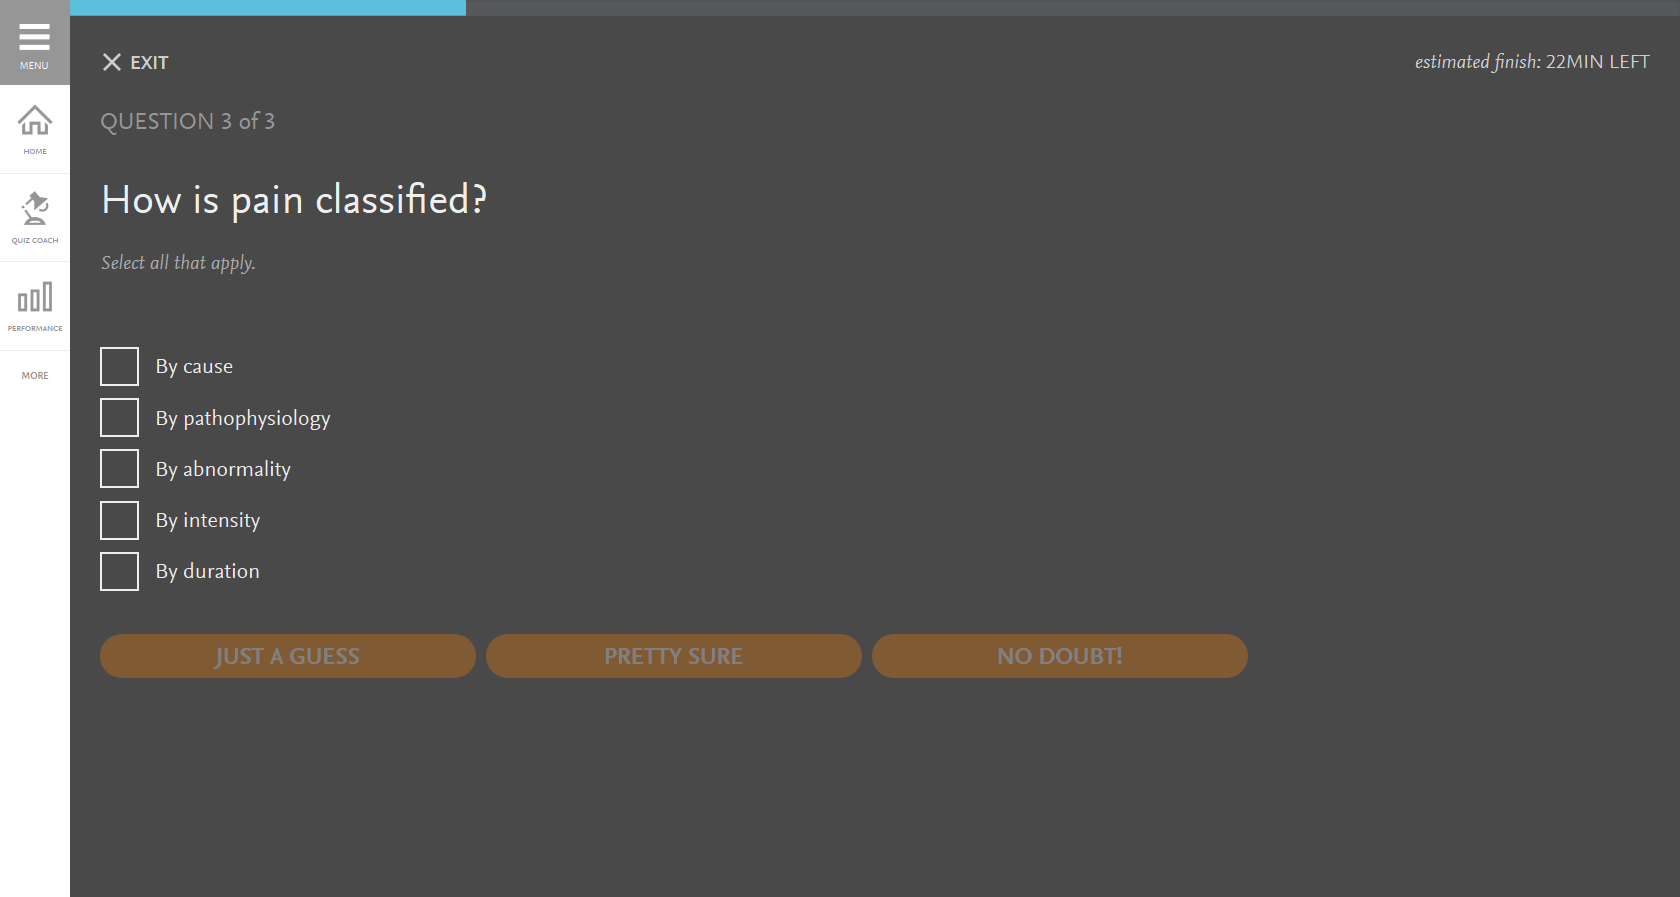 MENU
HOME
QUIZ COACH
PERFORMANCE
MORE
EXIT
estimated finish: 22MIN LEFT
QUESTION 3 of 3
How is pain classified?
Select all that apply.
By cause
By pathophysiology
By abnormality
By intensity
By duration
JUST A GUESS
PRETTY SURE
NO DOUBT!